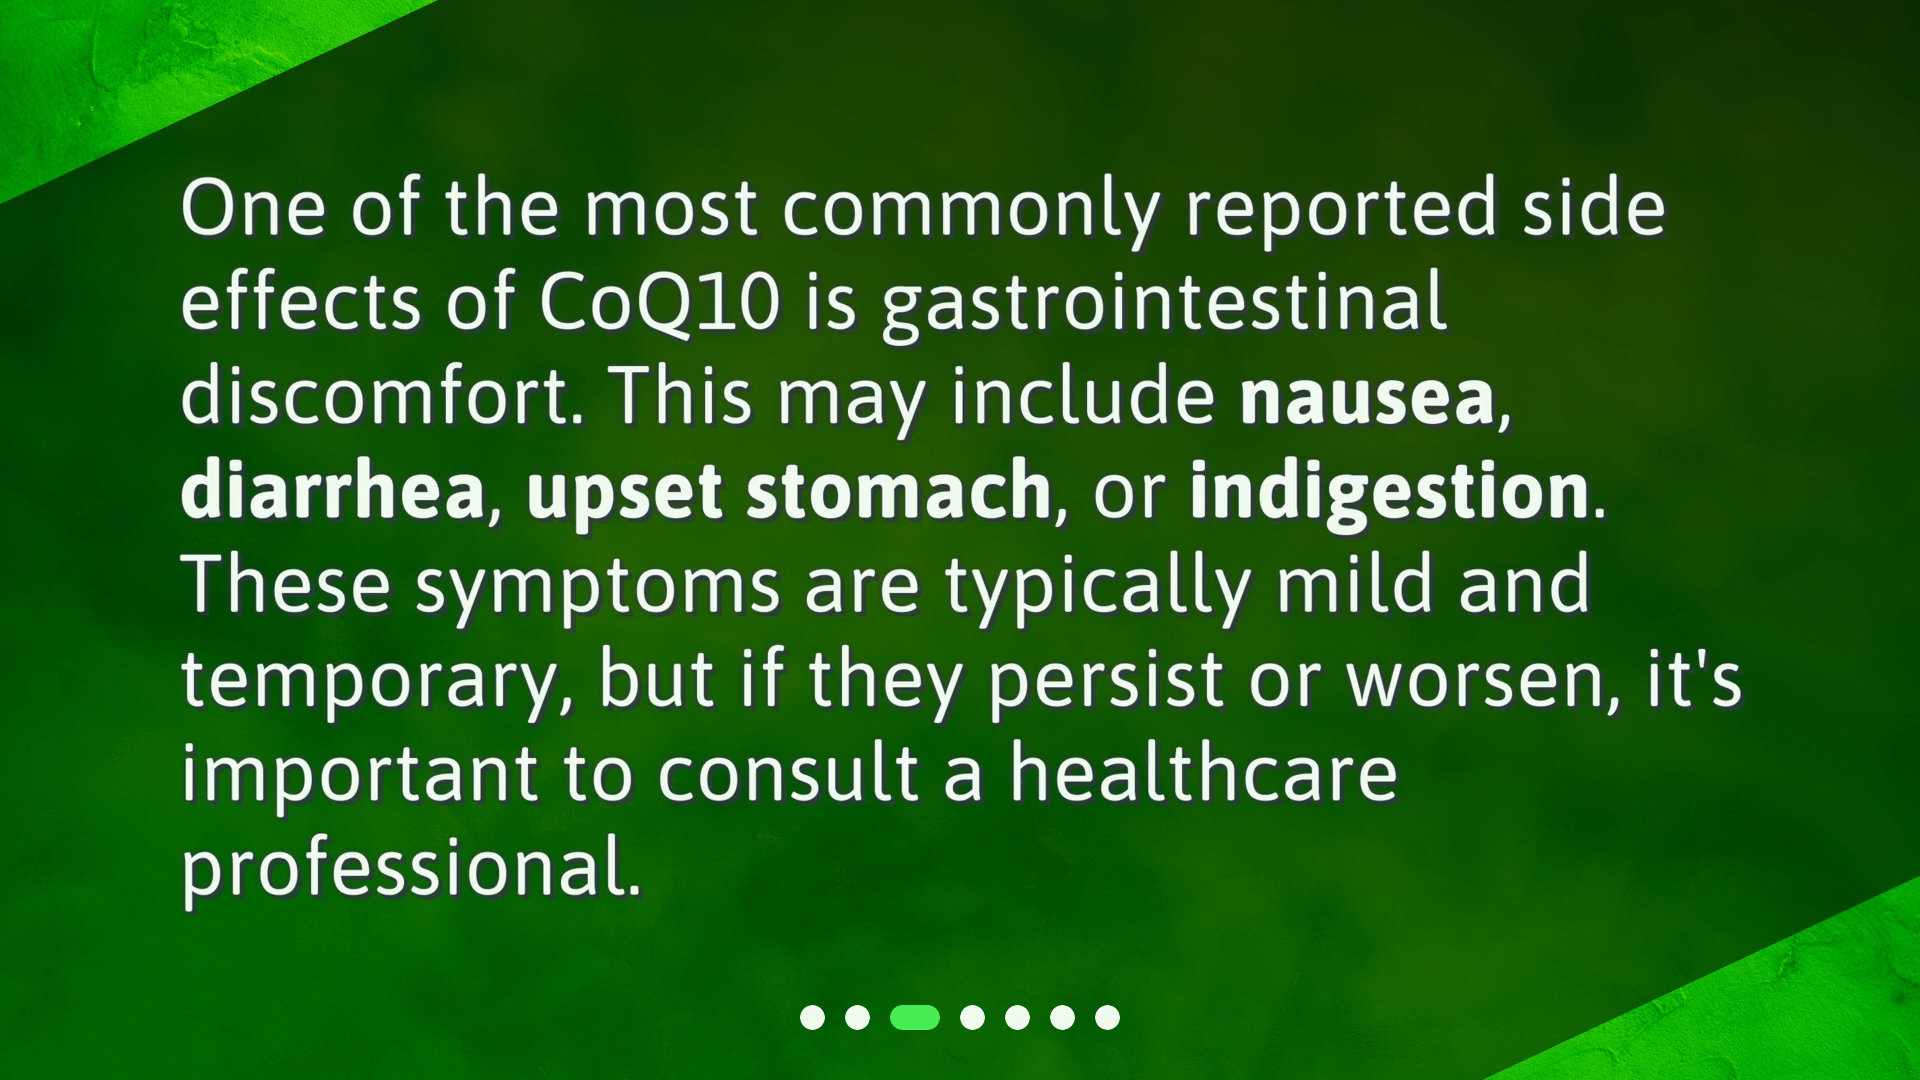 One of the most commonly reported side
effects of CoQ10 is gastrointestinal
discomfort. This may include nausea,
diarrhea, upset stomach, or indigestion.
These symptoms are typically mild and
temporary, but if they persist or worsen, it's
important to consult a healthcare
professional.